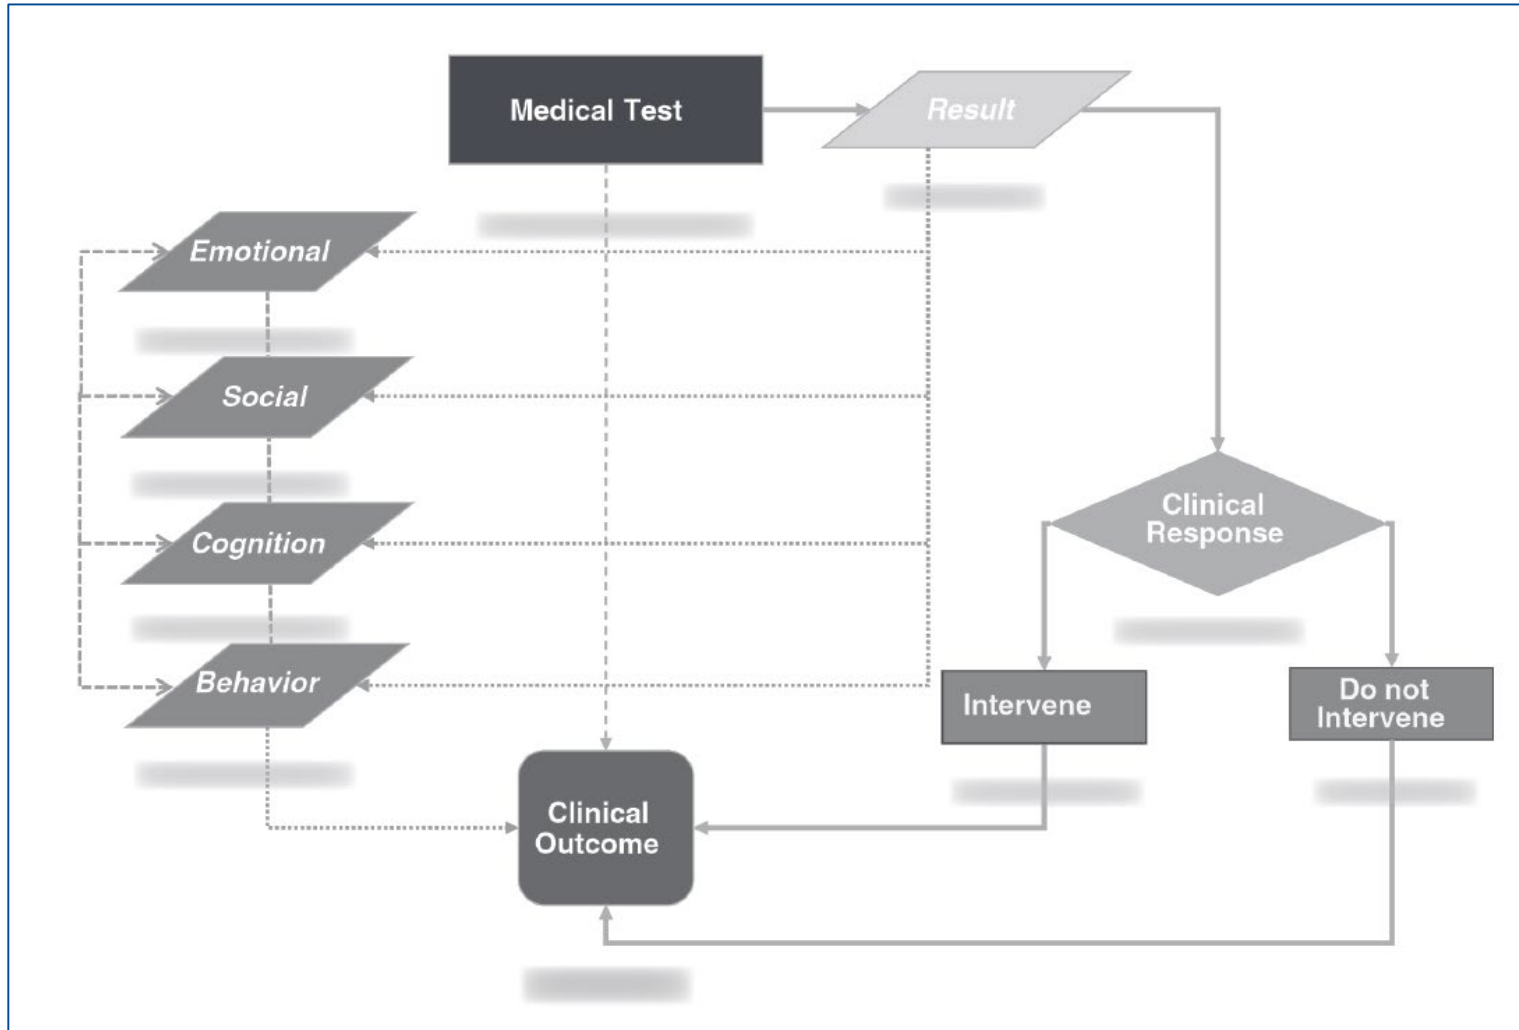 Medical Test
Result
Emotional
Social
Cognition
Behavior
Clinical
Response
Intervene
Do not
Intervene
Clinical
Outcome